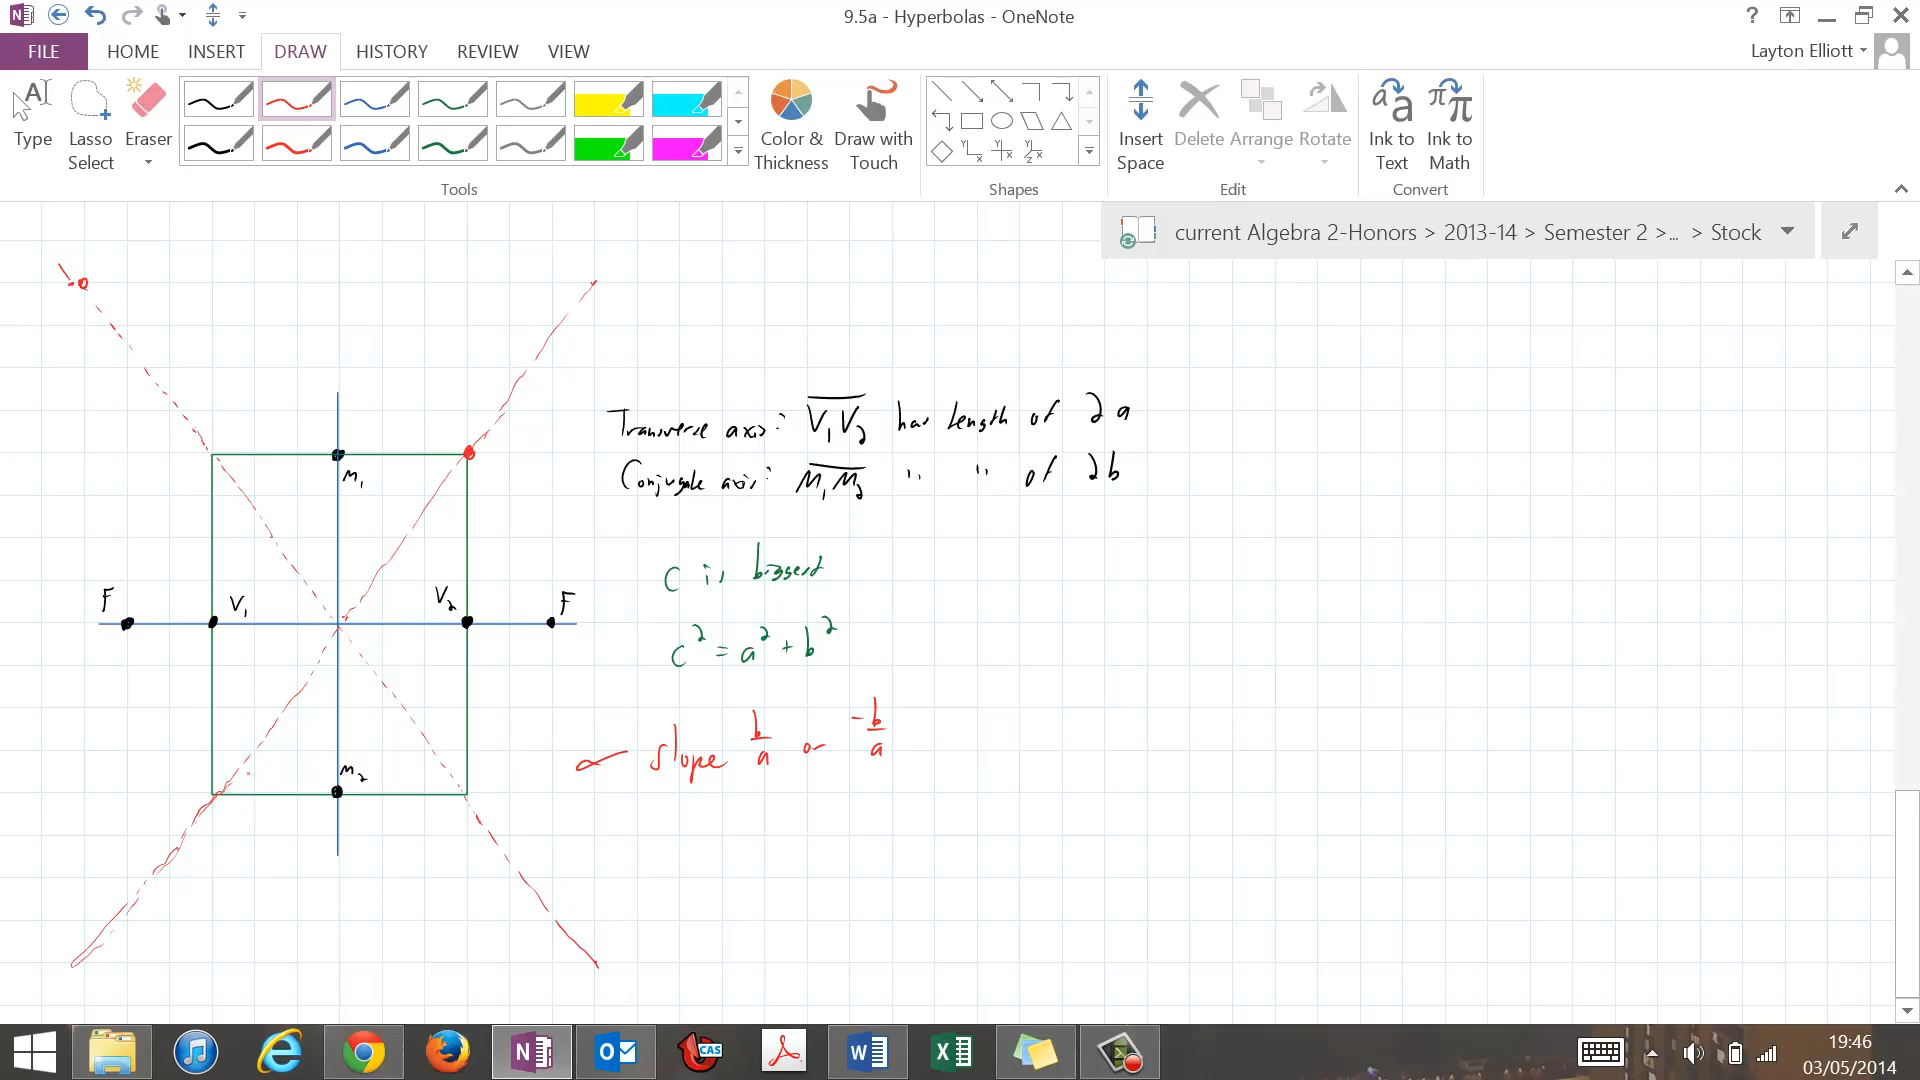 9.5a - Hyperbolas - OneNote
FILE HOME INSERT DRAW HISTORY REVIEW VIEW
Layton Elliott
Type
Lasso Select
Eraser
Color & Thickness
Draw with Touch
Insert Space
Delete
Arrange
Rotate
Ink to Text
Ink to Math
Tools
Shapes
Edit
Convert
current Algebra 2-Honors > 2013-14 > Semester 2 >... > Stock
Transverse axis: V₁V₂ has length of 2a
Conjugate axis: M₁M₂ " " of 2b
M₁
C is biggest
F V₁ V₂ F
c² = a² + b²
slope b/a or -b/a
M₂
19:46
03/05/2014